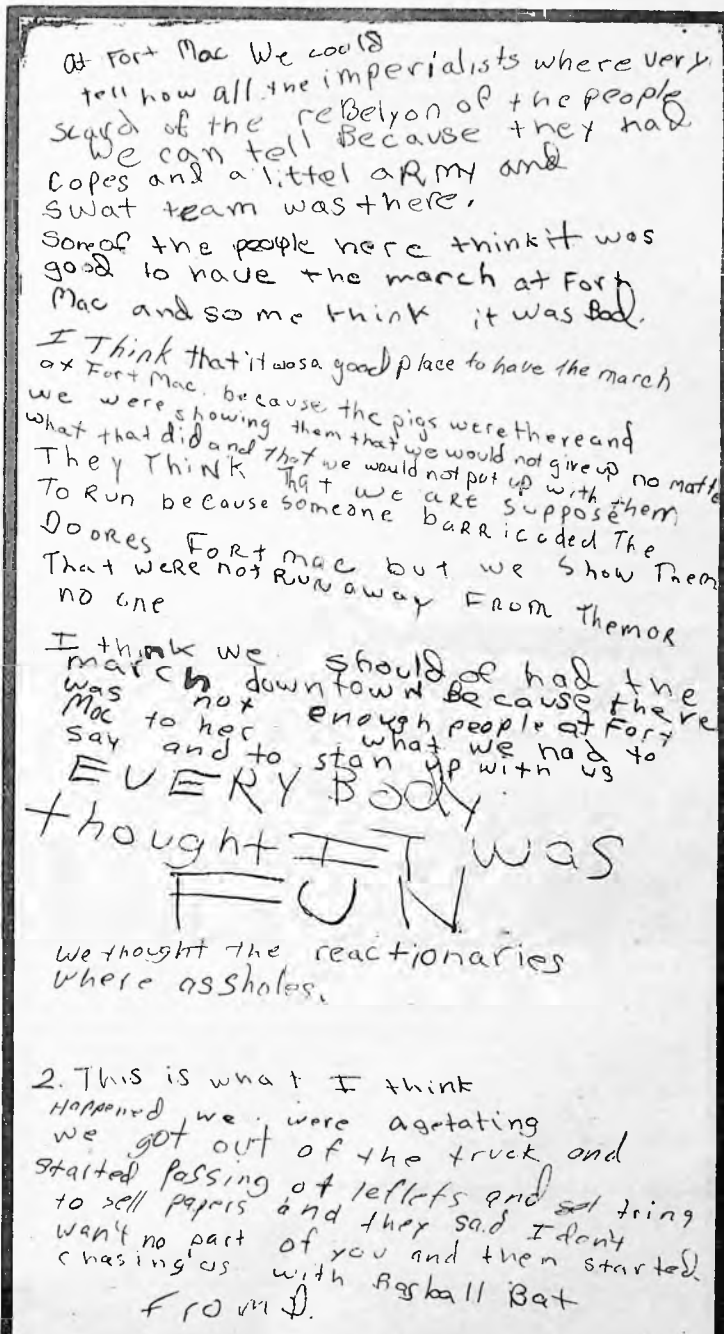 at Fort Mac We could
tell how all the imperialists where very
scard of the reBelyon of the people
We can tell Because they had
copes and a littel aRMy and
swat team was there.
Som of the people here think it was
good to have the march at Fort
Mac and some think it was Bad.
I Think that it was a good place to have the march
at Fort Mac. because the pigs were there and
we were showing them that we would not give up no matte
what that did and that we would not put up with them
They Think That we aRe suppose
To Run because someone baRRicaded The
DooRes FoRt mac but we Show Them
That weRe not RUN away FRom Them oR
no one
I think we should of had the
march downtown Because there
was not enough people at Fort
Mac to her what we had to
say and to stan up with us
EVERY Body
thought IT was
FUN
We thought the reactionaries
where assholes.
2. This is what I think
Happened we were agetating
we got out of the truck and
started Passing ot leflets and tring
to sell papers and they sad I don't
wan't no part of you and then started
chasing us with Basball Bat
From D.